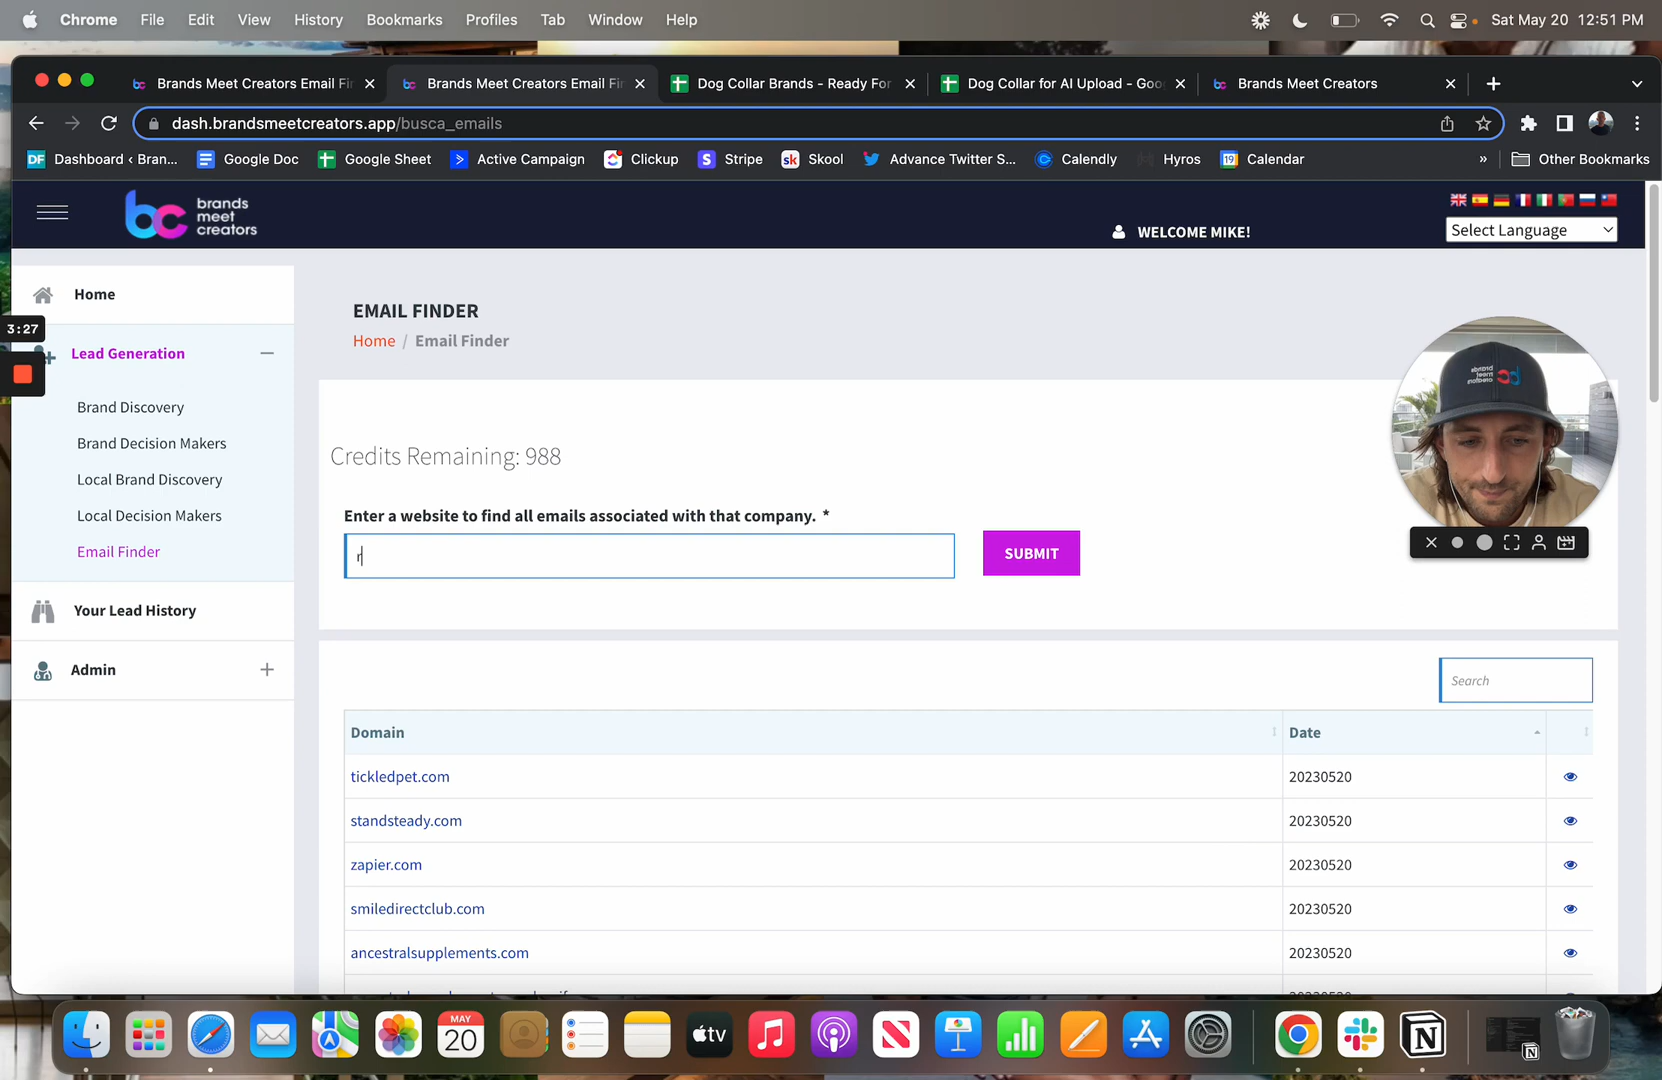 Chrome File Edit View History Bookmarks Profiles Tab Window Help
Sat May 20 12:51 PM
Brands Meet Creators Email Fi
Brands Meet Creators Email Fi
Dog Collar Brands - Ready For
Dog Collar for AI Upload - Goo
Brands Meet Creators
dash.brandsmeetcreators.app/busca_emails
DF Dashboard ‹ Bran...
Google Doc
Google Sheet
Active Campaign
Clickup
S Stripe
sk Skool
Advance Twitter S...
Calendly
Hyros
19 Calendar
»
Other Bookmarks
bc brands
meet
creators
WELCOME MIKE!
Select Language
Home
3:27
Lead Generation
Brand Discovery
Brand Decision Makers
Local Brand Discovery
Local Decision Makers
Email Finder
Your Lead History
Admin
EMAIL FINDER
Home / Email Finder
Credits Remaining: 988
Enter a website to find all emails associated with that company. *
r
SUBMIT
Search
Domain Date
tickledpet.com 20230520
standsteady.com 20230520
zapier.com 20230520
smiledirectclub.com 20230520
ancestralsupplements.com 20230520
MAY
20
tv